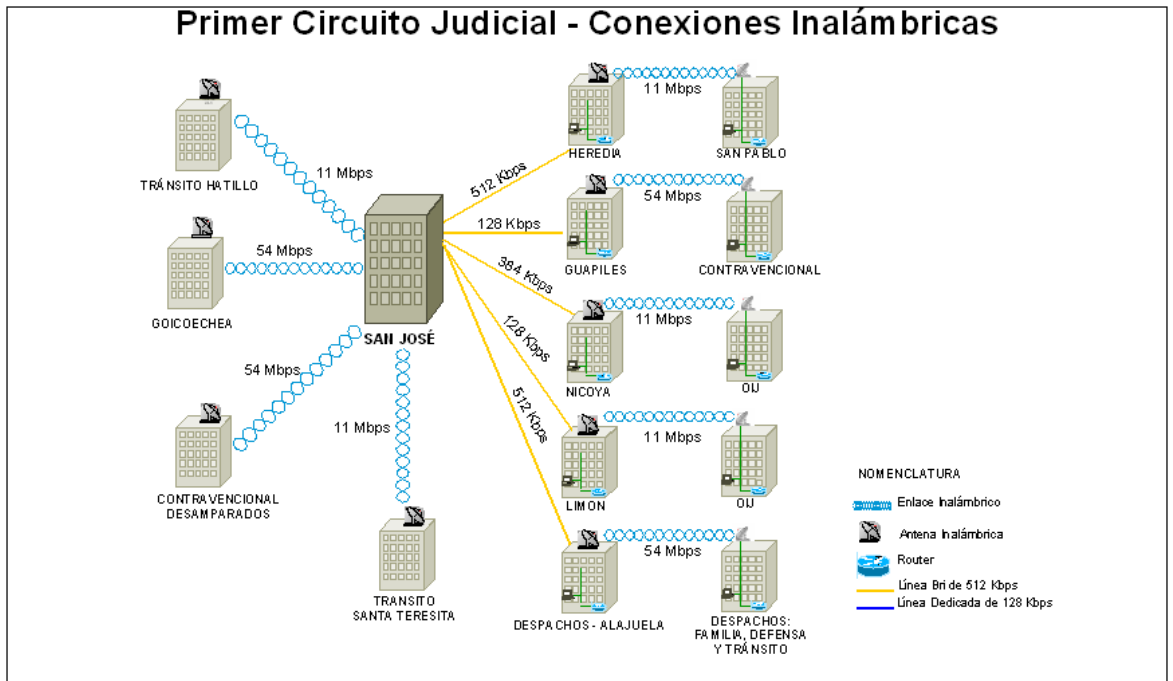 Primer Circuito Judicial - Conexiones Inalámbricas
TRÁNSITO HATILLO
11 Mbps
GOICOECHEA
54 Mbps
SAN JOSÉ
54 Mbps
CONTRAVENCIONAL
DESAMPARADOS
11 Mbps
TRANSITO
SANTA TERESITA
512 Kbps
HEREDIA
11 Mbps
SAN PABLO
128 Kbps
GUAPILES
54 Mbps
CONTRAVENCIONAL
384 Kbps
NICOYA
11 Mbps
OIJ
128 Kbps
LIMON
11 Mbps
OIJ
512 Kbps
DESPACHOS - ALAJUELA
54 Mbps
DESPACHOS:
FAMILIA, DEFENSA
Y TRÁNSITO
NOMENCLATURA
Enlace Inalámbrico
Antena Inalámbrica
Router
Línea Bri de 512 Kbps
Línea Dedicada de 128 Kbps